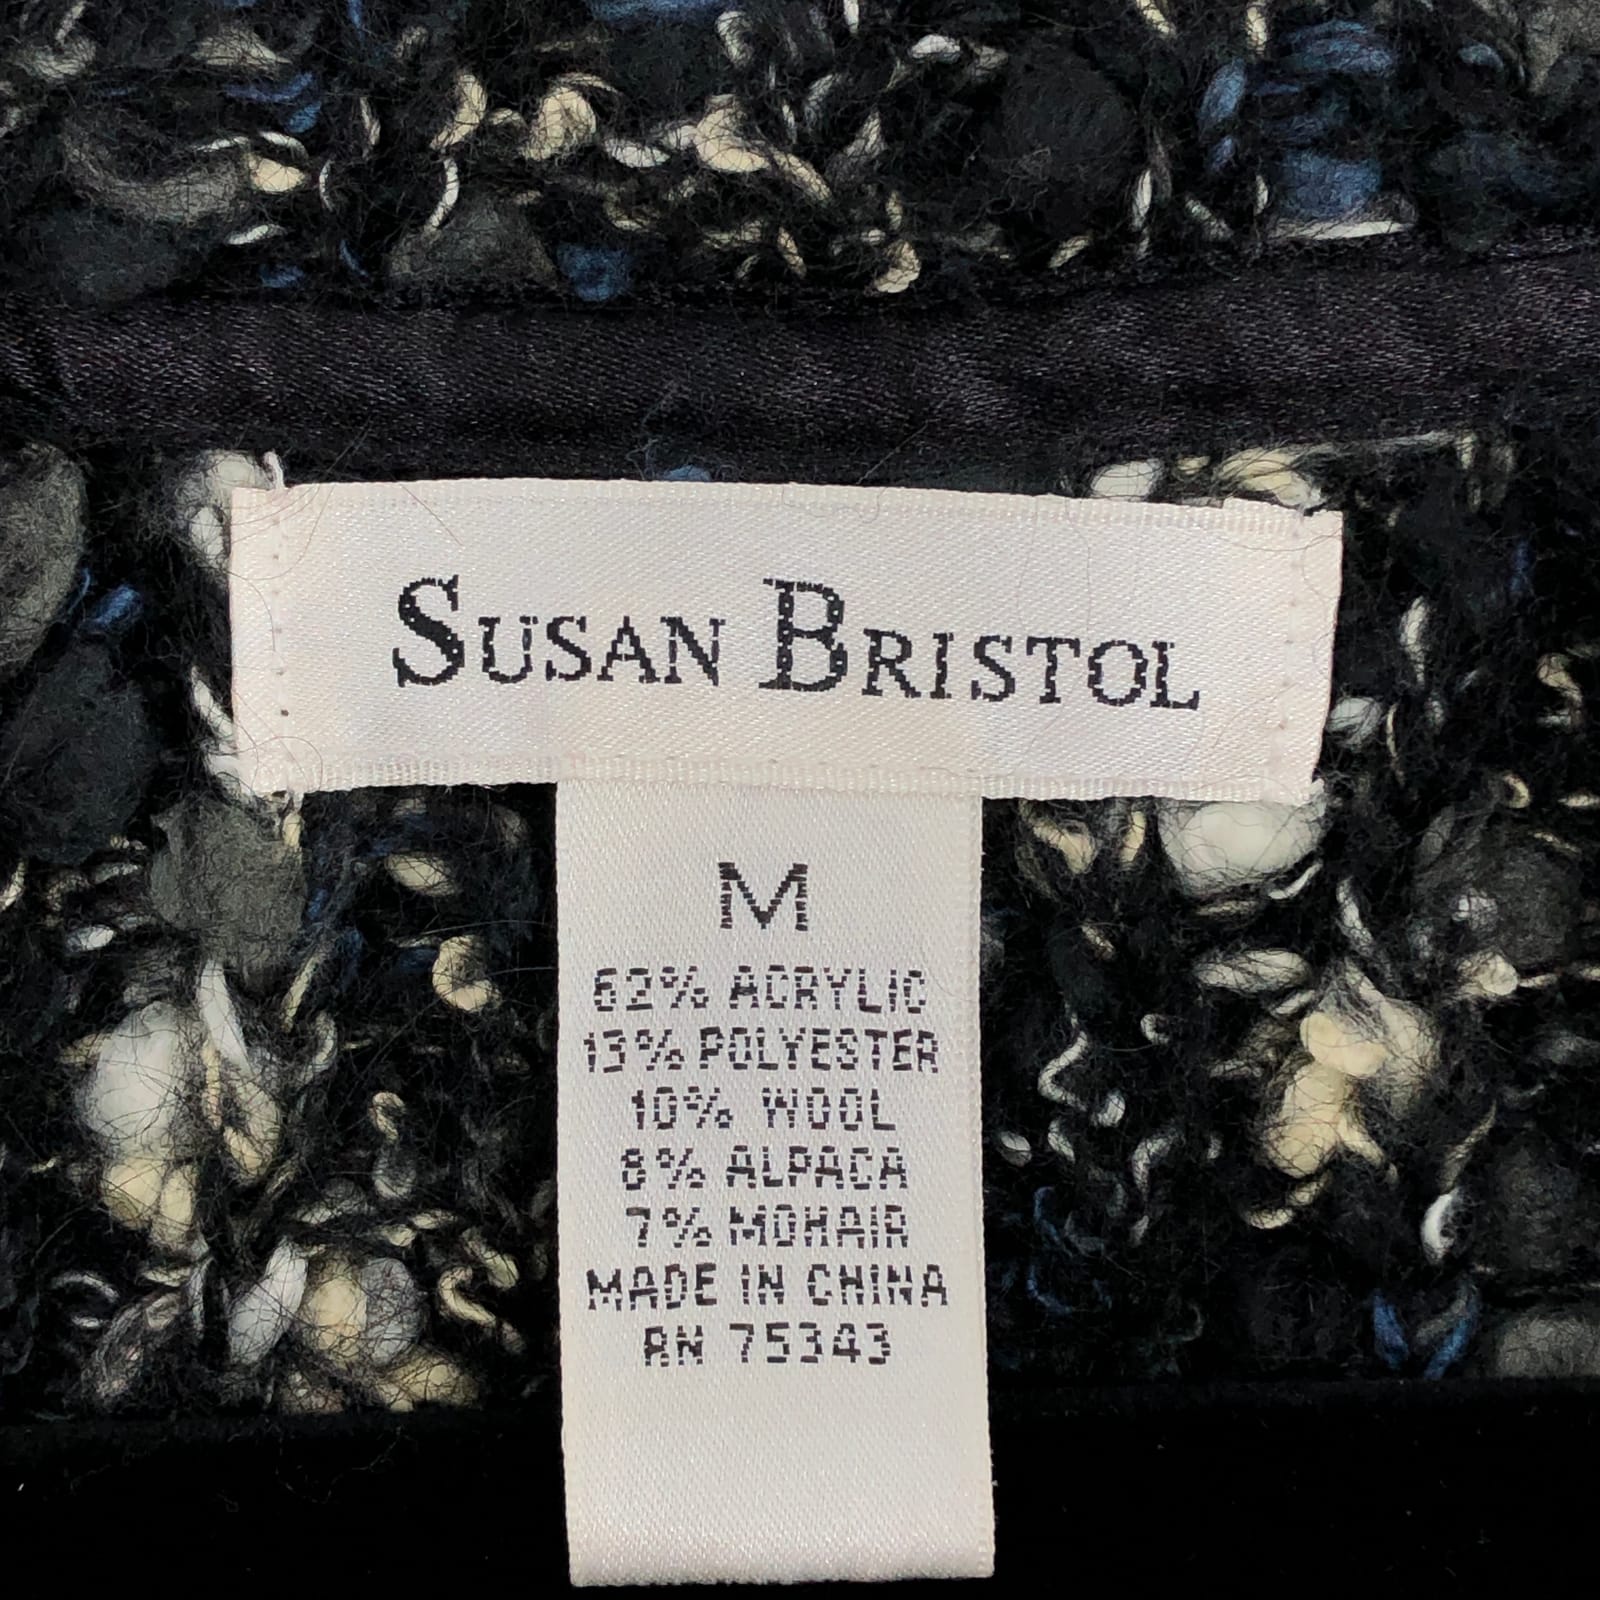 SUSAN BRISTOL
M
62% ACRYLIC
13% POLYESTER
10% WOOL
8% ALPACA
7% MOHAIR
MADE IN CHINA
RN 75343